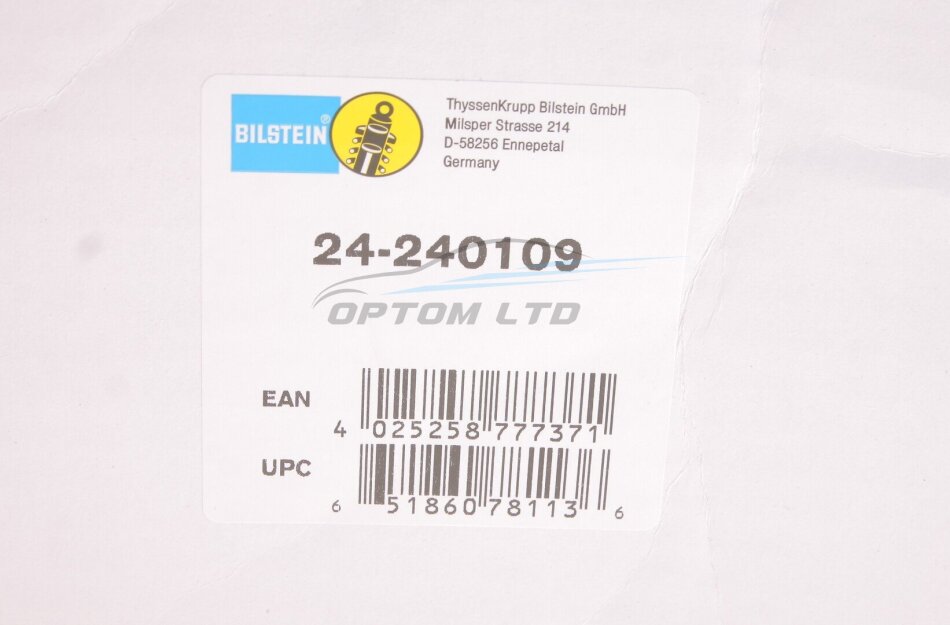 BILSTEIN®
ThyssenKrupp Bilstein GmbH
Milsper Strasse 214
D-58256 Ennepetal
Germany
24-240109
OPTOM LTD
EAN
4 025258 777371
UPC
6 51860 78113 6